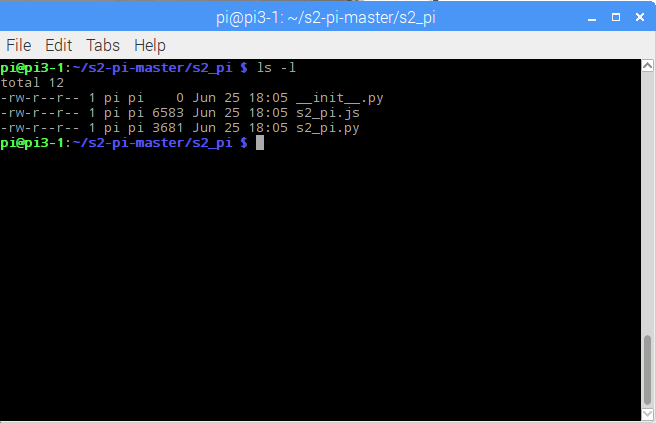 pi@pi3-1: ~/s2-pi-master/s2_pi
File Edit Tabs Help
pi@pi3-1:~/s2-pi-master/s2_pi $ ls -l
total 12
-rw-r--r-- 1 pi pi    0 Jun 25 18:05 __init__.py
-rw-r--r-- 1 pi pi 6583 Jun 25 18:05 s2_pi.js
-rw-r--r-- 1 pi pi 3681 Jun 25 18:05 s2_pi.py
pi@pi3-1:~/s2-pi-master/s2_pi $